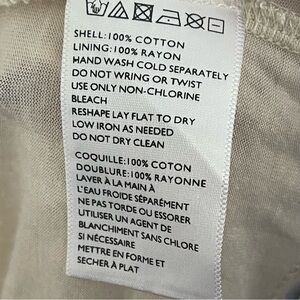 SHELL:100% COTTON
LINING:100% RAYON
HAND WASH COLD SEPARATELY
DO NOT WRING OR TWIST
USE ONLY NON-CHLORINE
BLEACH
RESHAPE LAY FLAT TO DRY
LOW IRON AS NEEDED
DO NOT DRY CLEAN
COQUILLE:100% COTON
DOUBLURE:100% RAYONNE
LAVER À LA MAIN À
L'EAU FROIDE SÉPARÉMENT
NE PAS TORDE OU ESSORER
UTILISER UN AGENT DE
BLANCHIMENT SANS CHLORE
SI NÉCESSAIRE
METTRE EN FORME ET
SECHER À PLAT